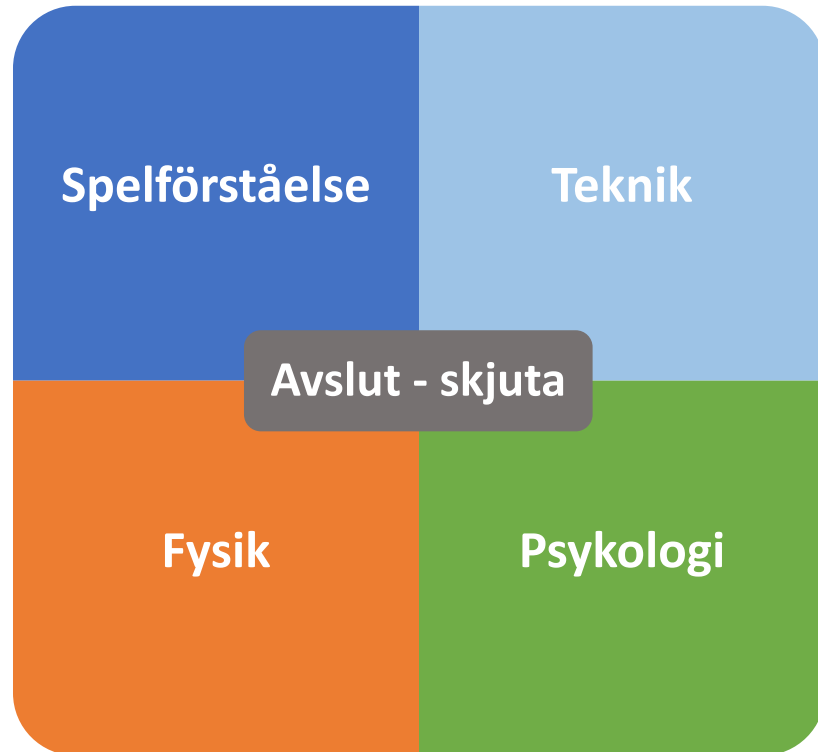 Spelförståelse
Teknik
Avslut - skjuta
Fysik
Psykologi